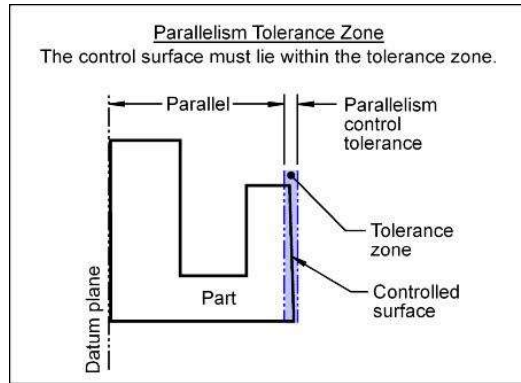 Parallelism Tolerance Zone
The control surface must lie within the tolerance zone.
Parallel
Parallelism
control
tolerance
Tolerance
zone
Controlled
surface
Part
Datum plane